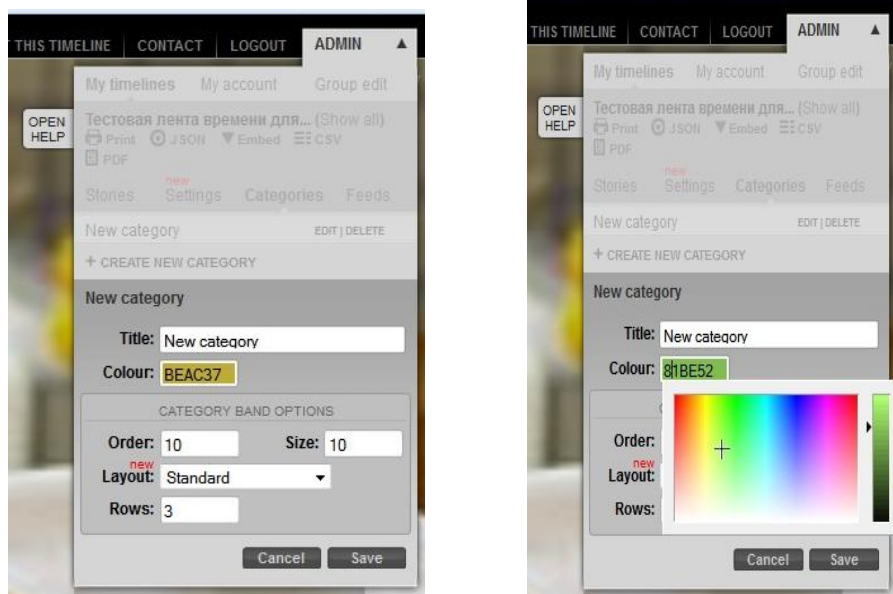 THIS TIMELINE CONTACT LOGOUT ADMIN ▲
My timelines My account Group edit
OPEN HELP
Тестовая лента времени для... (Show all)
Print JSON Embed CSV
PDF
new
Stories Settings Categories Feeds
New category EDIT | DELETE
+ CREATE NEW CATEGORY
New category
Title: New category
Colour: BEAC37
CATEGORY BAND OPTIONS
Order: 10 Size: 10
new
Layout: Standard
Rows: 3
Cancel Save
THIS TIMELINE CONTACT LOGOUT ADMIN ▲
My timelines My account Group edit
OPEN HELP
Тестовая лента времени для... (Show all)
Print JSON Embed CSV
PDF
new
Stories Settings Categories Feeds
New category EDIT | DELETE
+ CREATE NEW CATEGORY
New category
Title: New category
Colour: 81BE52
Order:
new
Layout:
Rows:
Cancel Save